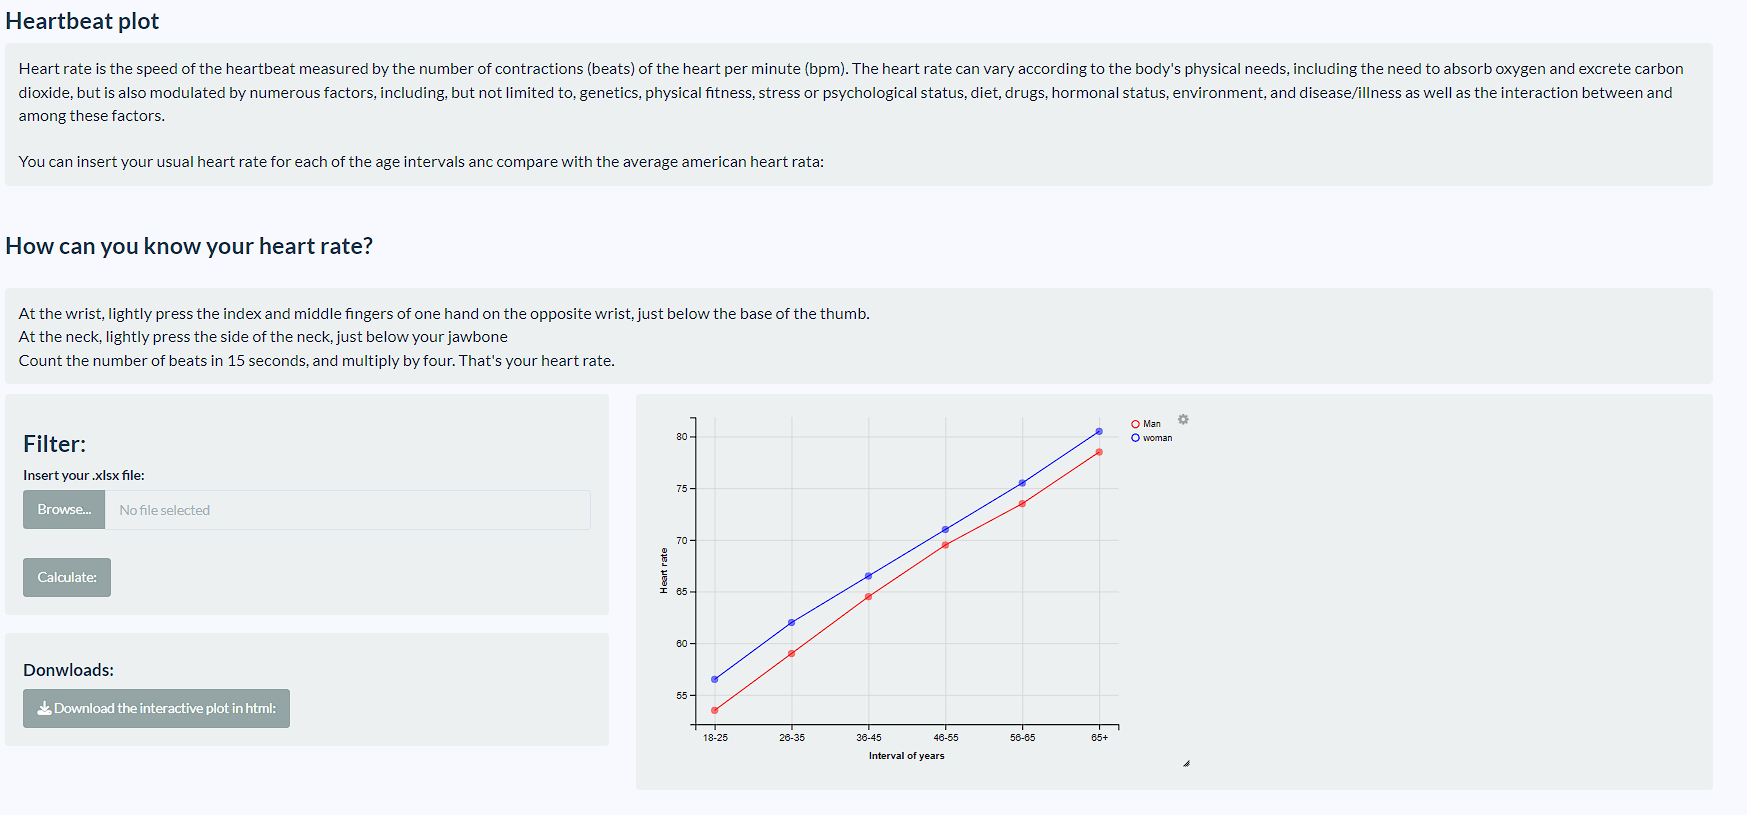 Heartbeat plot
Heart rate is the speed of the heartbeat measured by the number of contractions (beats) of the heart per minute (bpm). The heart rate can vary according to the body's physical needs, including the need to absorb oxygen and excrete carbon
dioxide, but is also modulated by numerous factors, including, but not limited to, genetics, physical fitness, stress or psychological status, diet, drugs, hormonal status, environment, and disease/illness as well as the interaction between and
among these factors.
You can insert your usual heart rate for each of the age intervals anc compare with the average american heart rata:
How can you know your heart rate?
At the wrist, lightly press the index and middle fingers of one hand on the opposite wrist, just below the base of the thumb.
At the neck, lightly press the side of the neck, just below your jawbone
Count the number of beats in 15 seconds, and multiply by four. That's your heart rate.
Filter:
Insert your .xlsx file:
Browse... No file selected
Calculate:
Donwloads:
Download the interactive plot in html:
Man
woman
80
75
70
65
60
55
Heart rate
18-25 26-35 36-45 46-55 56-65 65+
Interval of years